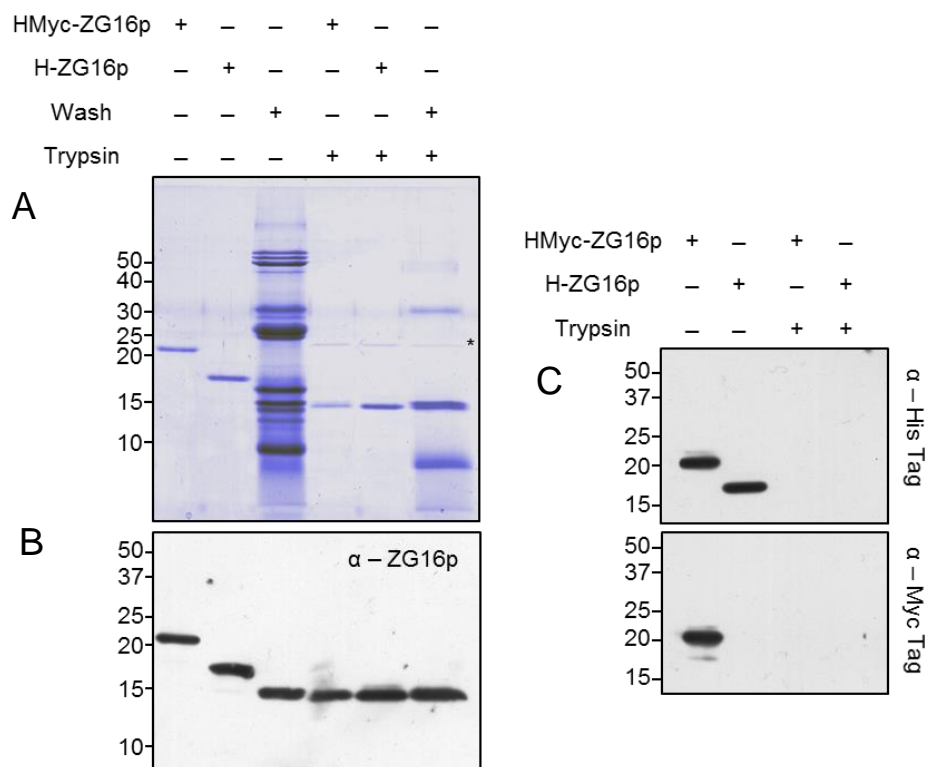 HMyc-ZG16p + – – + – –
H-ZG16p – + – – + –
Wash – – + – – +
Trypsin – – – + + +
A
50
40
30
25
20
15
10
*
B
α – ZG16p
50
37
25
20
15
10
HMyc-ZG16p + – + –
H-ZG16p – + – +
Trypsin – – + +
C
50
37
25
20
15
α – His Tag
50
37
25
20
15
α – Myc Tag